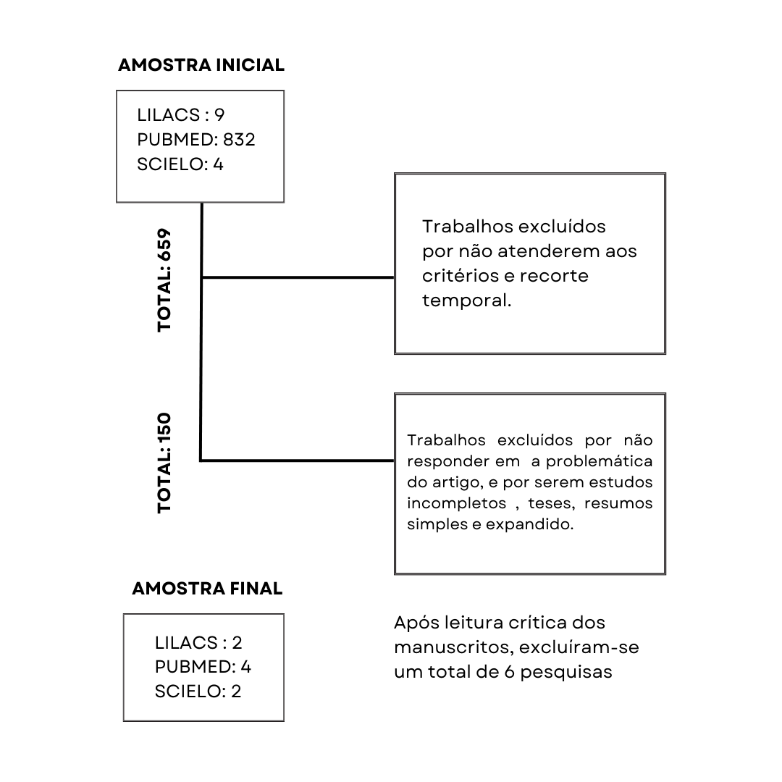 AMOSTRA INICIAL
LILACS : 9
PUBMED: 832
SCIELO: 4
TOTAL: 659
Trabalhos excluídos
por não atenderem aos
critérios e recorte
temporal.
TOTAL: 150
Trabalhos excluídos por não
responder em a problemática
do artigo, e por serem estudos
incompletos , teses, resumos
simples e expandido.
AMOSTRA FINAL
LILACS : 2
PUBMED: 4
SCIELO: 2
Após leitura crítica dos
manuscritos, excluíram-se
um total de 6 pesquisas